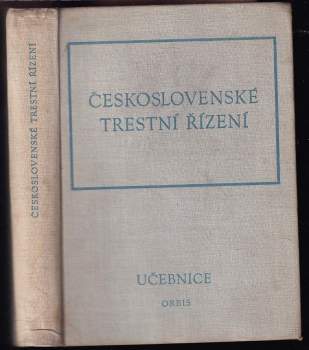 ČESKOSLOVENSKÉ TRESTNÍ ŘÍZENÍ
ČESKOSLOVENSKÉ
TRESTNÍ ŘÍZENÍ
UČEBNICE
ORBIS